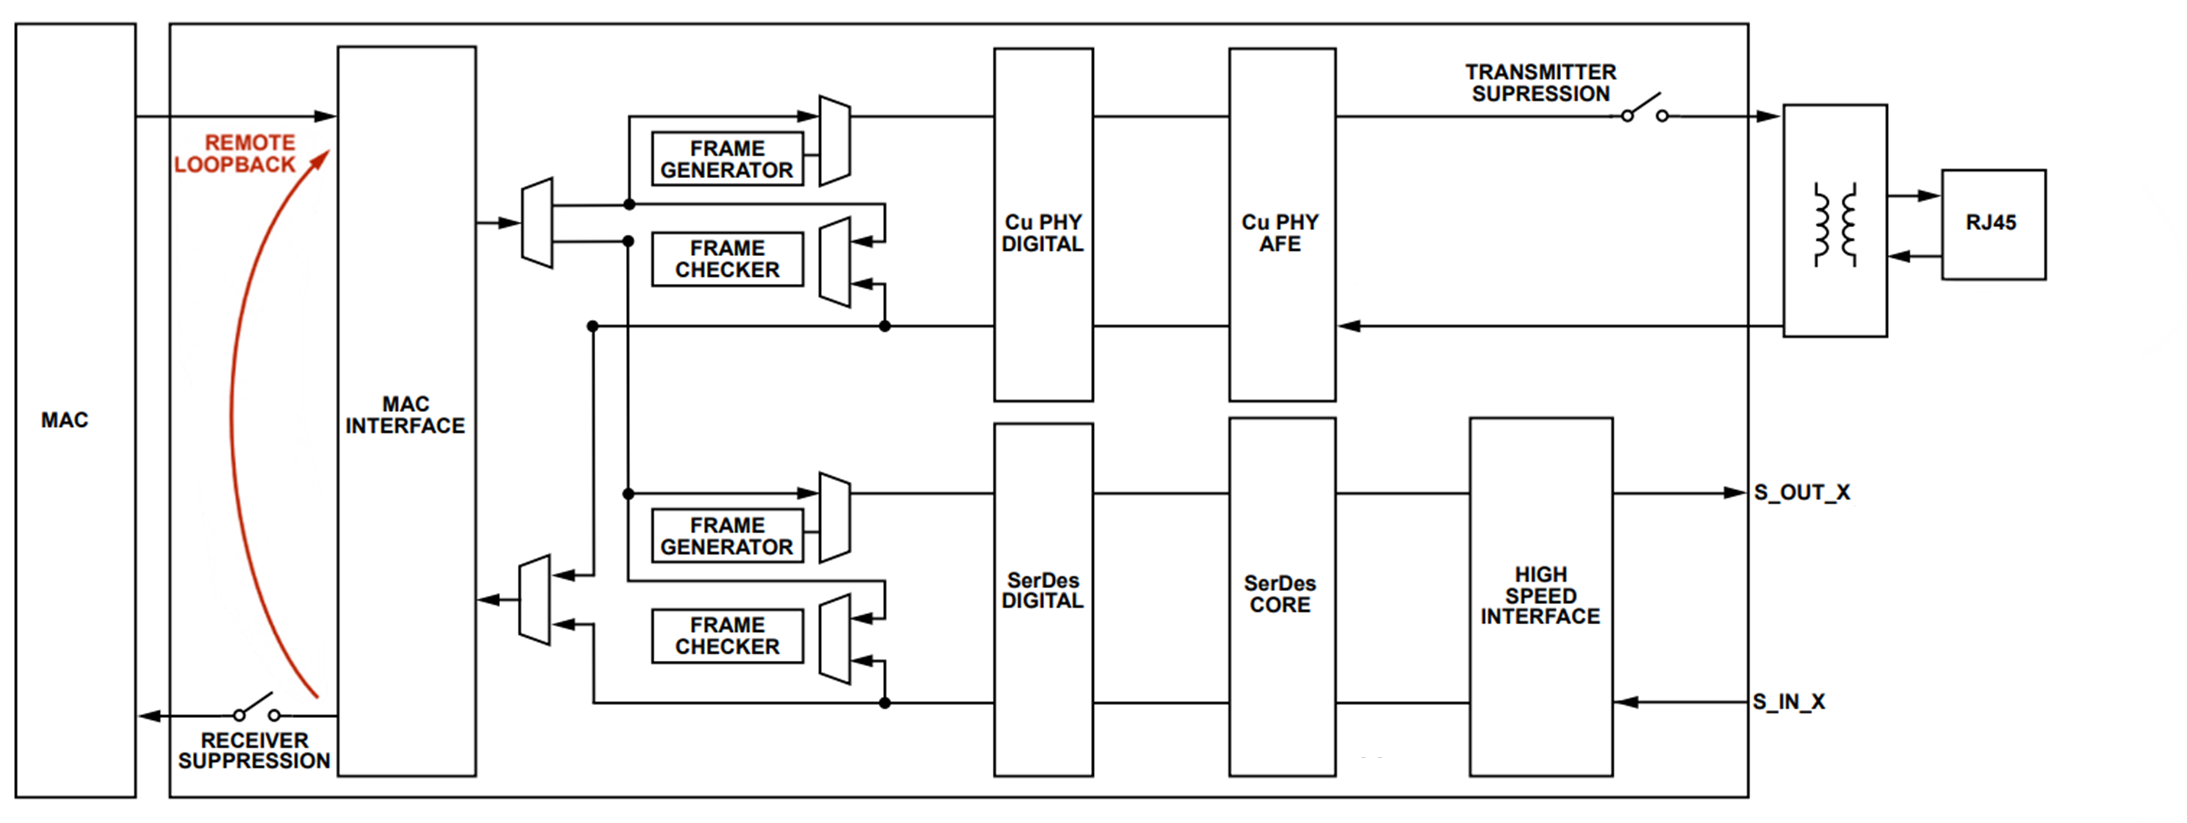 TRANSMITTER
SUPRESSION
REMOTE
LOOPBACK
FRAME
GENERATOR
FRAME
CHECKER
Cu PHY
DIGITAL
Cu PHY
AFE
RJ45
MAC
MAC
INTERFACE
FRAME
GENERATOR
FRAME
CHECKER
SerDes
DIGITAL
SerDes
CORE
HIGH
SPEED
INTERFACE
S_OUT_X
S_IN_X
RECEIVER
SUPPRESSION